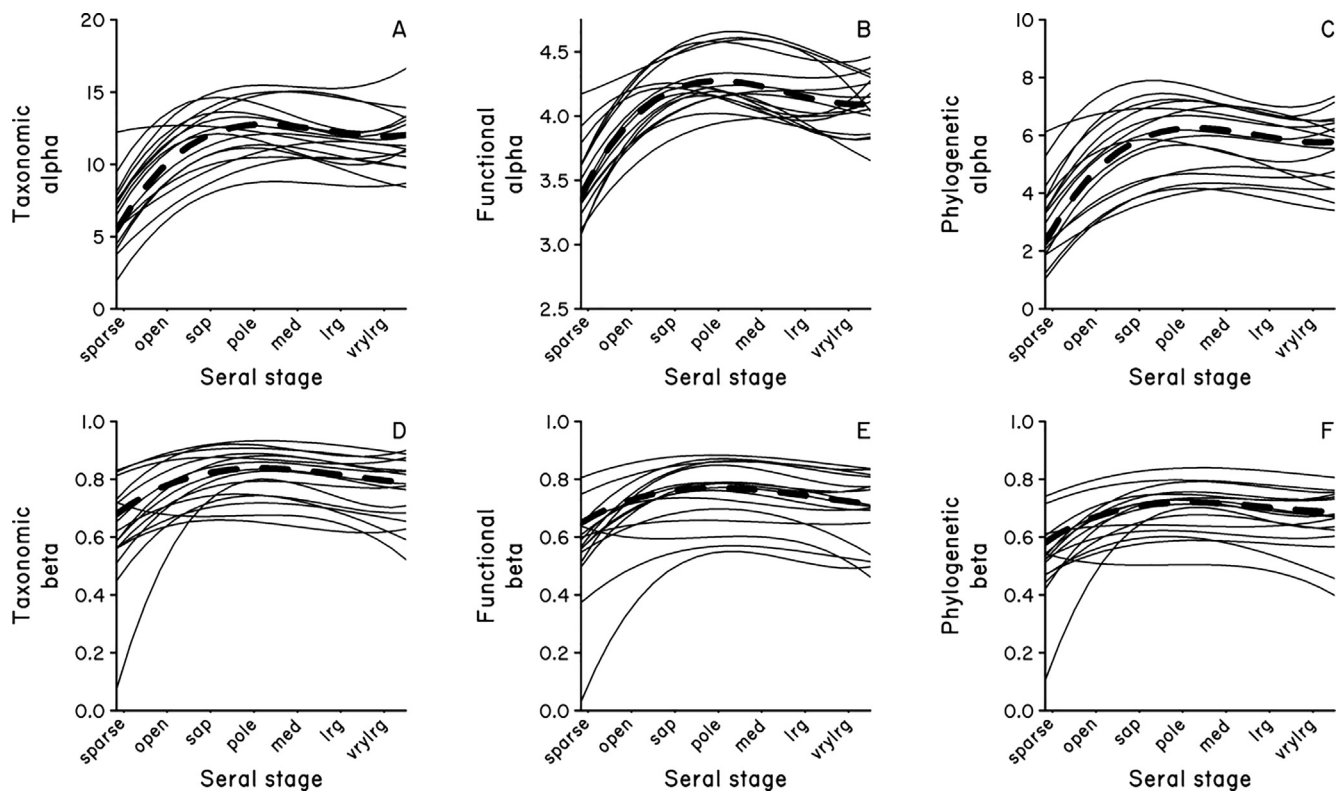 A
Taxonomic
alpha
20
15
10
5
0
sparse
open
sap
pole
med
lrg
vrylrg
Seral stage
B
Functional
alpha
4.5
4.0
3.5
3.0
2.5
sparse
open
sap
pole
med
lrg
vrylrg
Seral stage
C
Phylogenetic
alpha
10
8
6
4
2
0
sparse
open
sap
pole
med
lrg
vrylrg
Seral stage
D
Taxonomic
beta
1.0
0.8
0.6
0.4
0.2
0.0
sparse
open
sap
pole
med
lrg
vrylrg
Seral stage
E
Functional
beta
1.0
0.8
0.6
0.4
0.2
0.0
sparse
open
sap
pole
med
lrg
vrylrg
Seral stage
F
Phylogenetic
beta
1.0
0.8
0.6
0.4
0.2
0.0
sparse
open
sap
pole
med
lrg
vrylrg
Seral stage